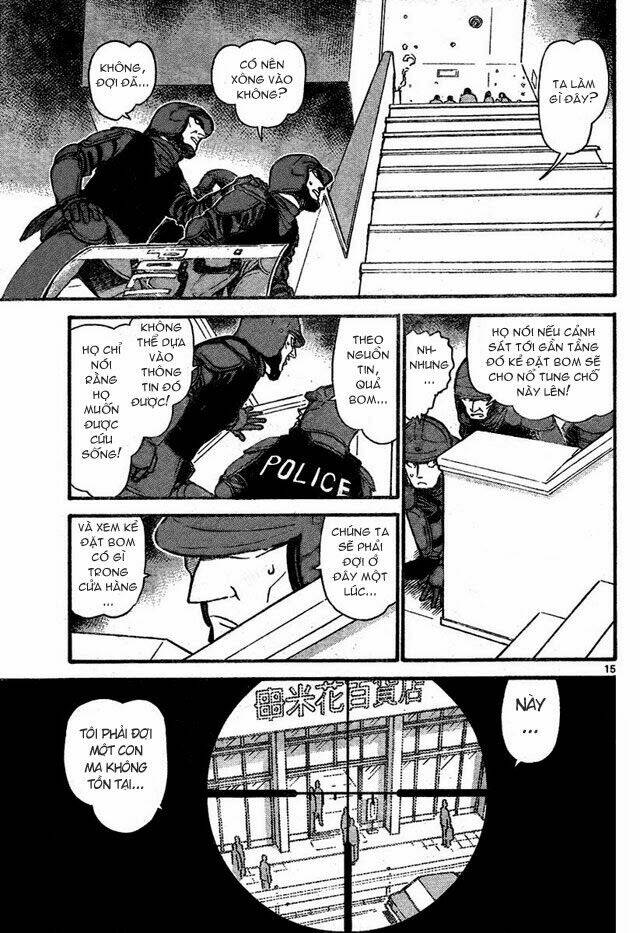 TA LÀM
GÌ ĐÂY?
CÓ NÊN
XÔNG VÀO
KHÔNG?
KHÔNG,
ĐỢI ĐÃ...
HỌ NÓI NẾU CẢNH
SÁT TỚI GẦN TẦNG
ĐÓ KẺ ĐẶT BOM SẼ
CHO NỔ TUNG CHỖ
NÀY LÊN!
NH-
NHƯNG
...
THEO
NGUỒN
TIN,
QUẢ
BOM...
KHÔNG
THỂ DỰA
VÀO
THÔNG
TIN ĐÓ
ĐƯỢC!
HỌ CHỈ
NÓI
RẰNG
HỌ
MUỐN
ĐƯỢC
CỨU
SỐNG!
POLICE
CHÚNG TA
SẼ PHẢI
ĐỢI Ở
ĐÂY MỘT
LÚC...
VÀ XEM KẺ
ĐẶT BOM
CÓ GÌ
TRONG
CỬA HÀNG
...
15
NÀY
...
米花百貨店
TÔI PHẢI ĐỢI
MỘT CON
MA KHÔNG
TỒN TẠI...